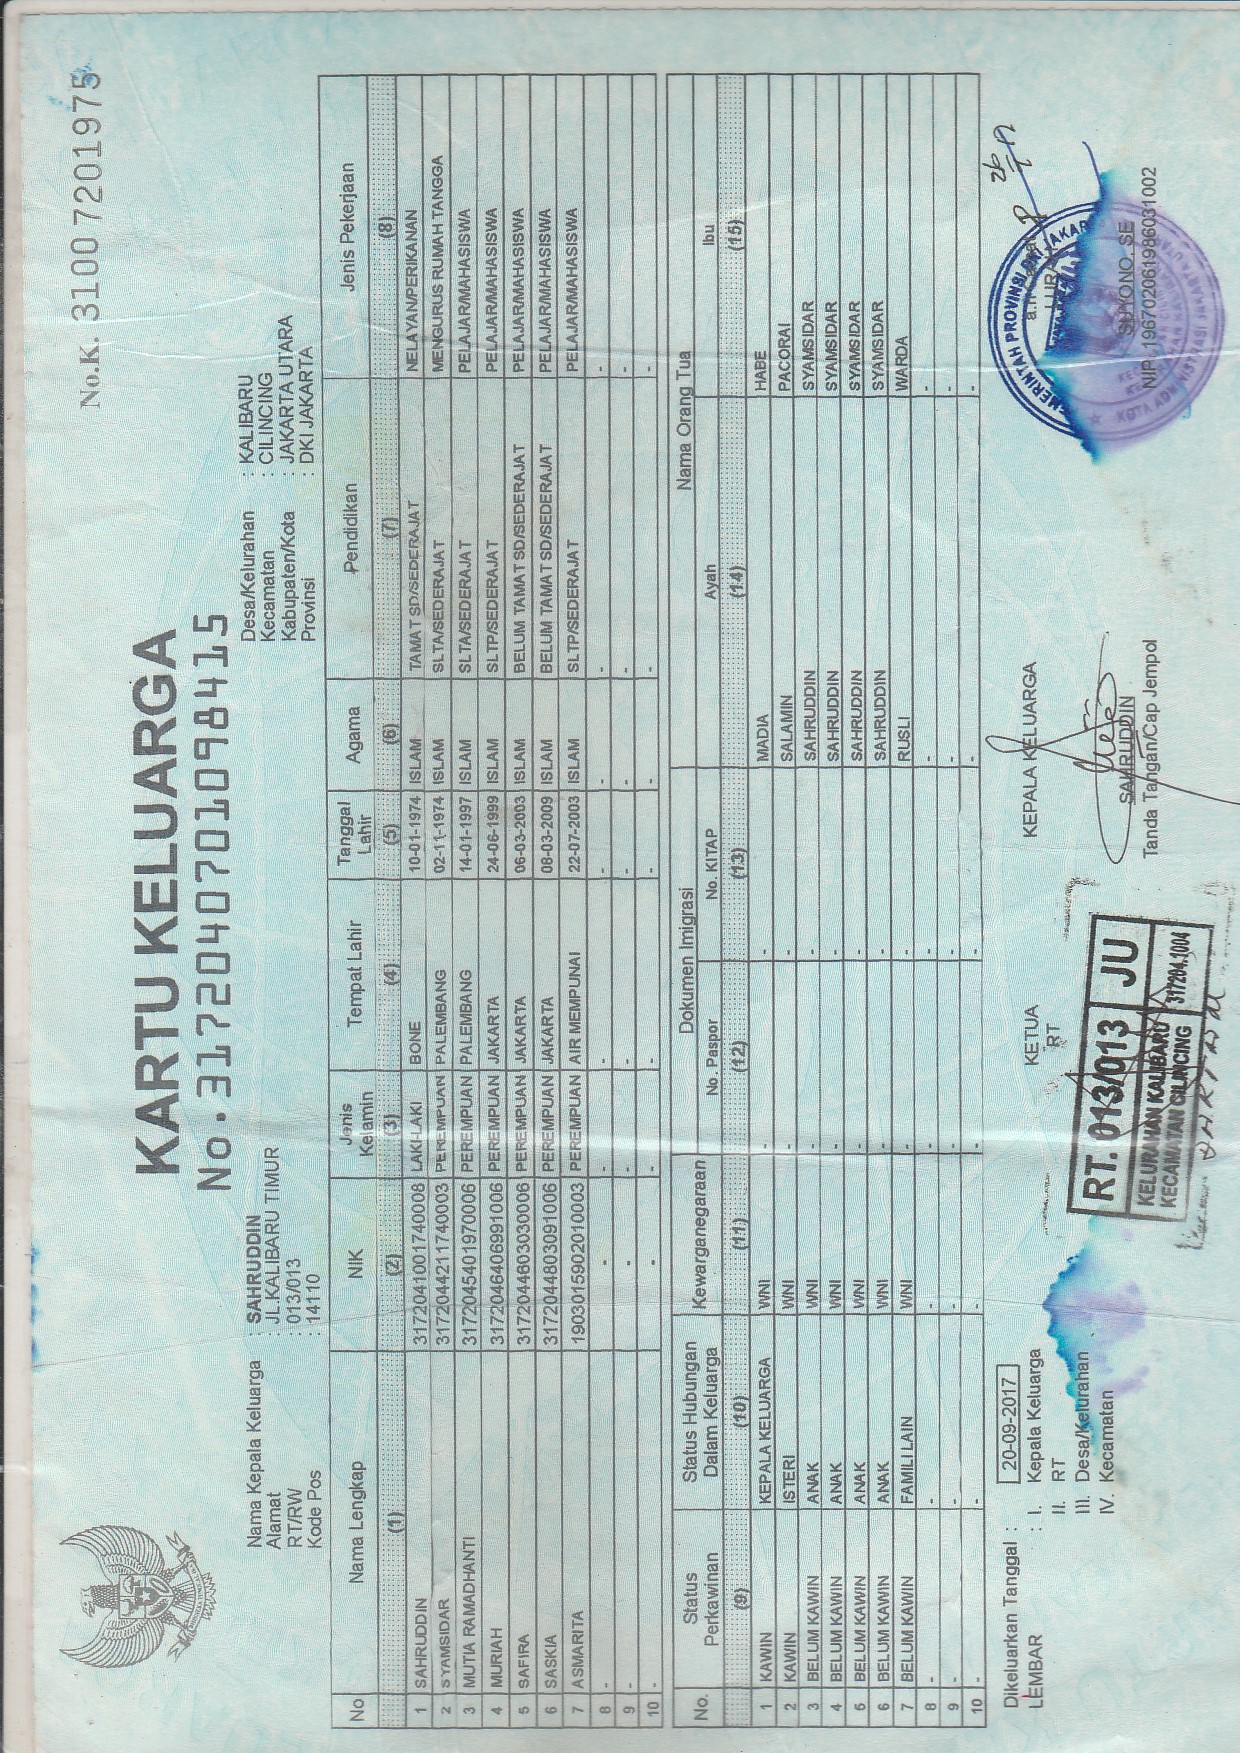 No.K. 31007201975
KARTU KELUARGA
No.3172040701098415
Nama Kepala Keluarga : SAHRUDDIN
Alamat : JL.KALIBARU TIMUR
RT/RW : 013/013
Kode Pos : 14110
Desa/Kelurahan : KALIBARU
Kecamatan : CILINCING
Kabupaten/Kota : JAKARTA UTARA
Provinsi : DKI JAKARTA
No Nama Lengkap NIK Jenis Kelamin Tempat Lahir Tanggal Lahir Agama Pendidikan Jenis Pekerjaan
(1) (2) (3) (4) (5) (6) (7) (8)
1 SAHRUDDIN 3172041001740008 LAKI-LAKI BONE 10-01-1974 ISLAM TAMAT SD/SEDERAJAT NELAYAN/PERIKANAN
2 SYAMSIDAR 3172044211740003 PEREMPUAN PALEMBANG 02-11-1974 ISLAM SLTA/SEDERAJAT MENGURUS RUMAH TANGGA
3 MUTIA RAMADHANTI 3172045401970006 PEREMPUAN PALEMBANG 14-01-1997 ISLAM SLTA/SEDERAJAT PELAJAR/MAHASISWA
4 MURIAH 3172046406991006 PEREMPUAN JAKARTA 24-06-1999 ISLAM SLTP/SEDERAJAT PELAJAR/MAHASISWA
5 SAFIRA 3172044603030006 PEREMPUAN JAKARTA 06-03-2003 ISLAM BELUM TAMAT SD/SEDERAJAT PELAJAR/MAHASISWA
6 SASKIA 3172044803091006 PEREMPUAN JAKARTA 08-03-2009 ISLAM BELUM TAMAT SD/SEDERAJAT PELAJAR/MAHASISWA
7 ASMARITA 1903015902010003 PEREMPUAN AIR MEMPUNAI 22-07-2003 ISLAM SLTP/SEDERAJAT PELAJAR/MAHASISWA
8 - - - - - - - -
9 - - - - - - - -
10 - - - - - - - -
No. Status Perkawinan Status Hubungan Dalam Keluarga Kewarganegaraan Dokumen Imigrasi Nama Orang Tua
No. Paspor No. KITAP Ayah Ibu
(9) (10) (11) (12) (13) (14) (15)
1 KAWIN KEPALA KELUARGA WNI - - MADIA HABE
2 KAWIN ISTERI WNI - - SALAMIN PACORAI
3 BELUM KAWIN ANAK WNI - - SAHRUDDIN SYAMSIDAR
4 BELUM KAWIN ANAK WNI - - SAHRUDDIN SYAMSIDAR
5 BELUM KAWIN ANAK WNI - - SAHRUDDIN SYAMSIDAR
6 BELUM KAWIN ANAK WNI - - SAHRUDDIN SYAMSIDAR
7 BELUM KAWIN FAMILI LAIN WNI - - RUSLI WARDA
8 - - - - - - -
9 - - - - - - -
10 - - - - - - -
Dikeluarkan Tanggal : 20-09-2017
LEMBAR : I. Kepala Keluarga
II. RT
III. Desa/Kelurahan
IV. Kecamatan
KETUA
RT
RT. 013/013 JU
KELURAHAN KALIBARU
KECAMATAN CILINCING
317204.1004
KEPALA KELUARGA
SAHRUDDIN
Tanda Tangan/Cap Jempol
PEMERINTAH PROVINSI DKI JAKARTA
LURAH
SUYONO, SE
NIP. 196702061986031002
KOTA ADMINISTRASI JAKARTA UTARA